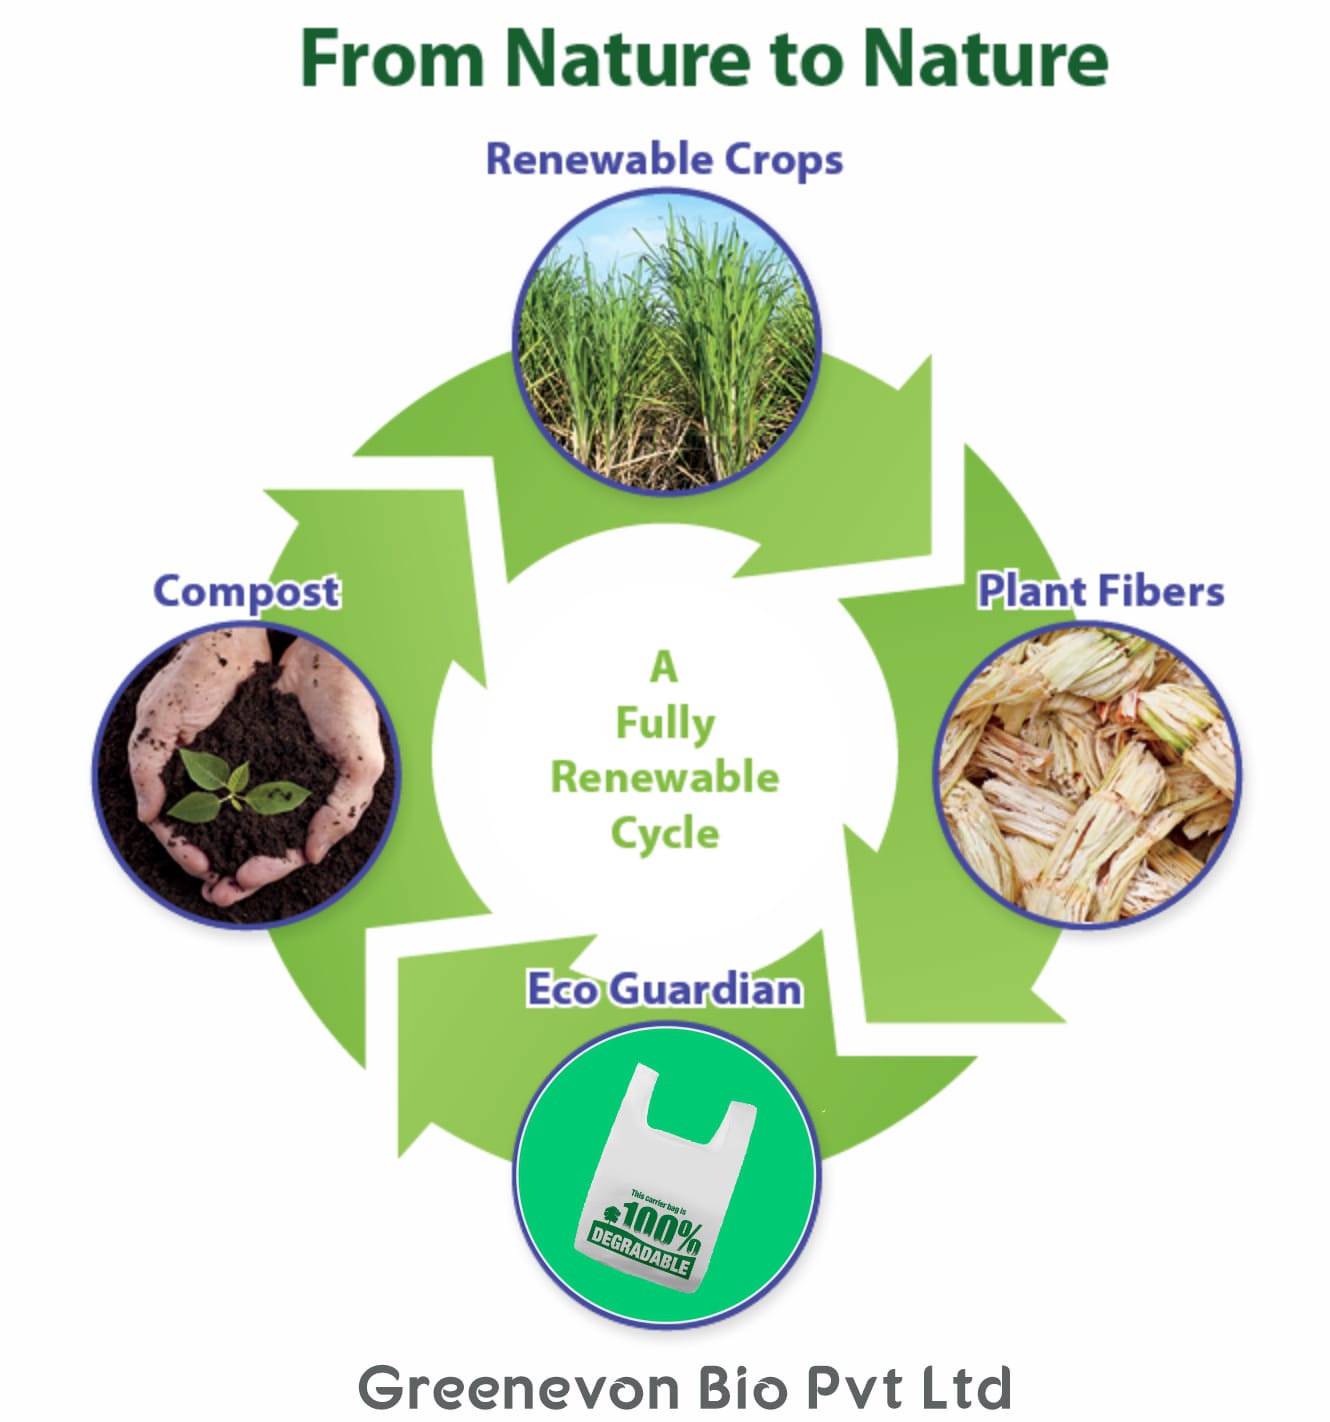 From Nature to Nature
Renewable Crops
Compost
Plant Fibers
A
Fully
Renewable
Cycle
Eco Guardian
This carrier bag is
100%
DEGRADABLE
Greenevon Bio Pvt Ltd